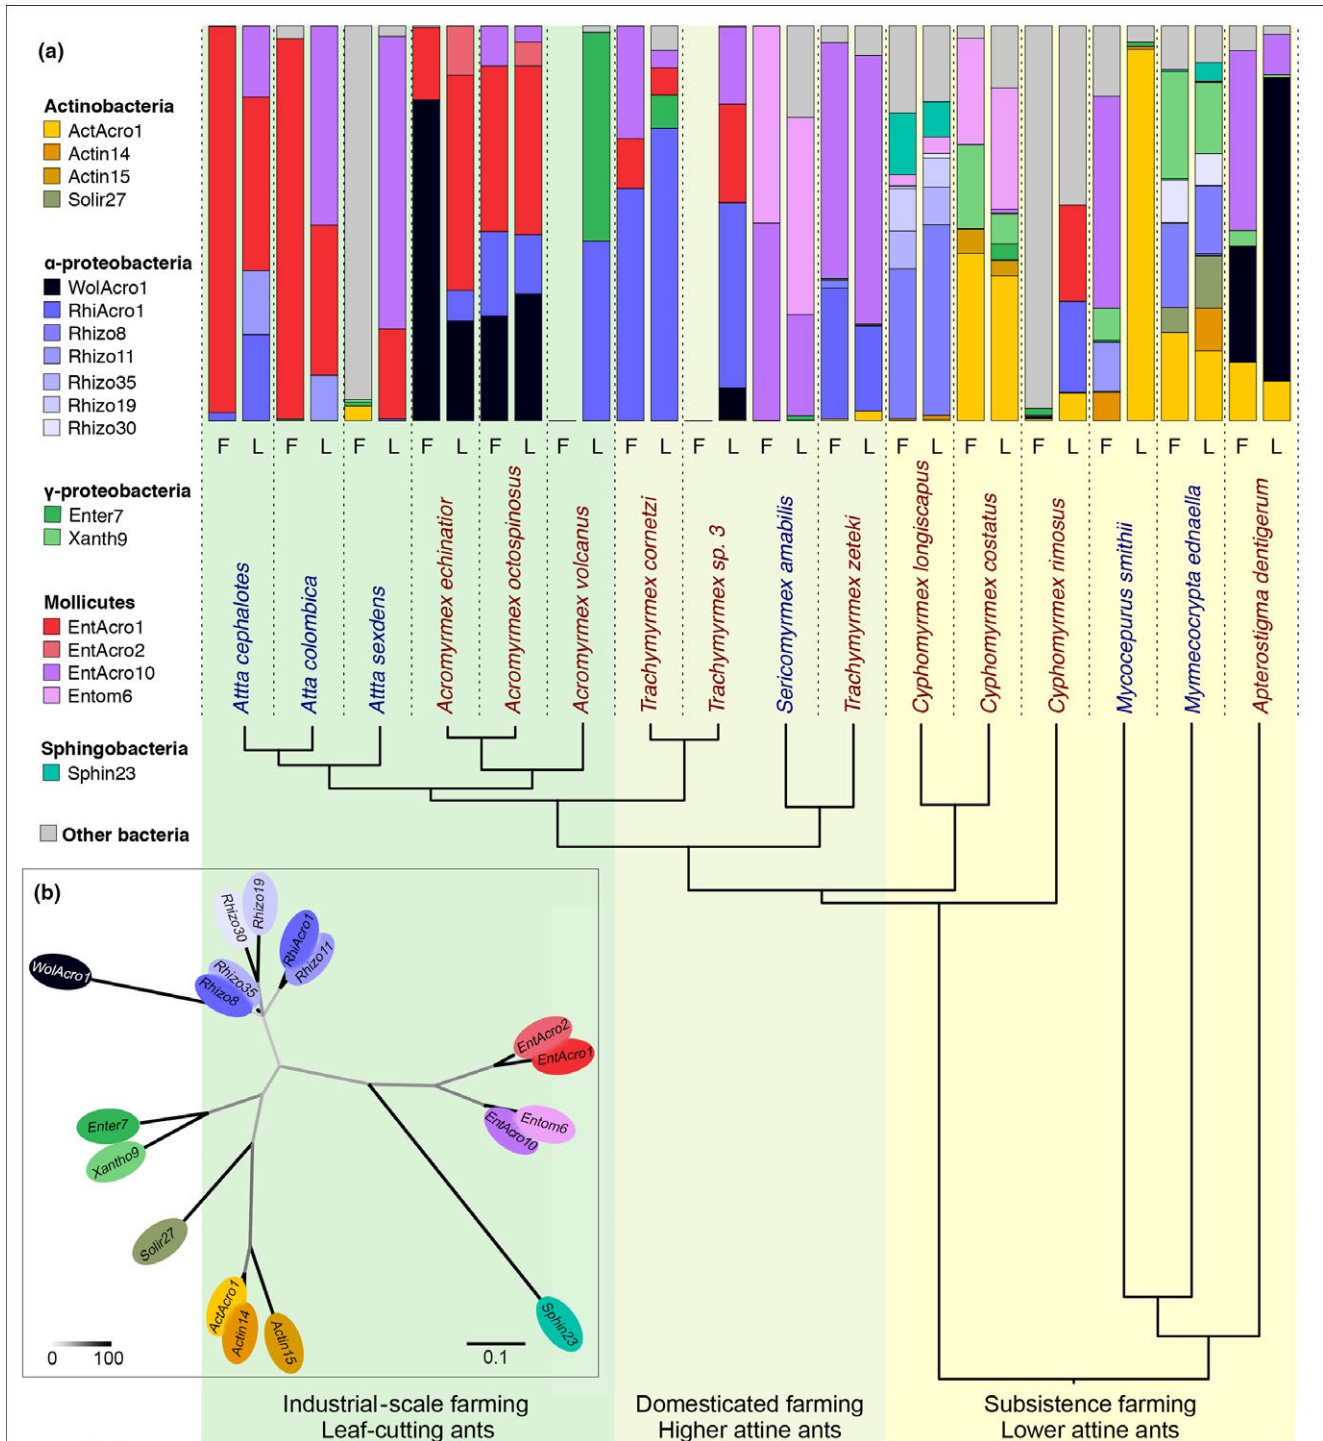 (a)
Actinobacteria
ActAcro1
Actin14
Actin15
Solir27
α-proteobacteria
WolAcro1
RhiAcro1
Rhizo8
Rhizo11
Rhizo35
Rhizo19
Rhizo30
γ-proteobacteria
Enter7
Xanth9
Mollicutes
EntAcro1
EntAcro2
EntAcro10
Entom6
Sphingobacteria
Sphin23
Other bacteria
F L F L F L F L F L F L F L F L F L F L F L F L F L F L F L F L
Attta cephalotes
Atta colombica
Attta sexdens
Acromyrmex echinatior
Acromyrmex octospinosus
Acromyrmex volcanus
Trachymyrmex cornetzi
Trachymyrmex sp. 3
Sericomyrmex amabilis
Trachymyrmex zeteki
Cyphomyrmex longiscapus
Cyphomyrmex costatus
Cyphomyrmex rimosus
Mycocepurus smithii
Myrmecocrypta ednaella
Apterostigma dentigerum
(b)
Rhizo30
Rhizo19
RhiAcro1
Rhizo11
WolAcro1
Rhizo35
Rhizo8
EntAcro2
EntAcro1
Entom6
EntAcro10
Enter7
Xantho9
Solir27
ActAcro1
Actin14
Actin15
Sphin23
0 100
0.1
Industrial-scale farming
Leaf-cutting ants
Domesticated farming
Higher attine ants
Subsistence farming
Lower attine ants